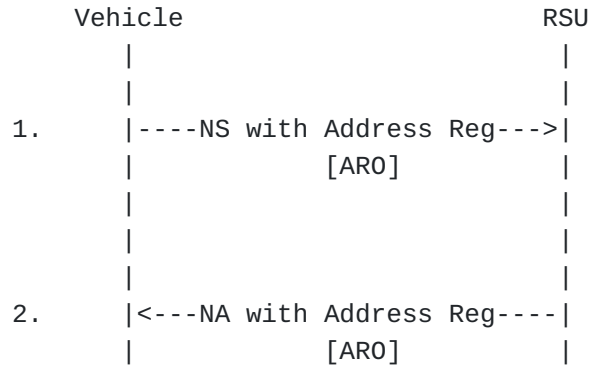 Vehicle                        RSU
|                              |
|                              |
1.      |----NS with Address Reg--->|
|             [ARO]            |
|                              |
|                              |
|                              |
2.      |<---NA with Address Reg----|
|             [ARO]            |